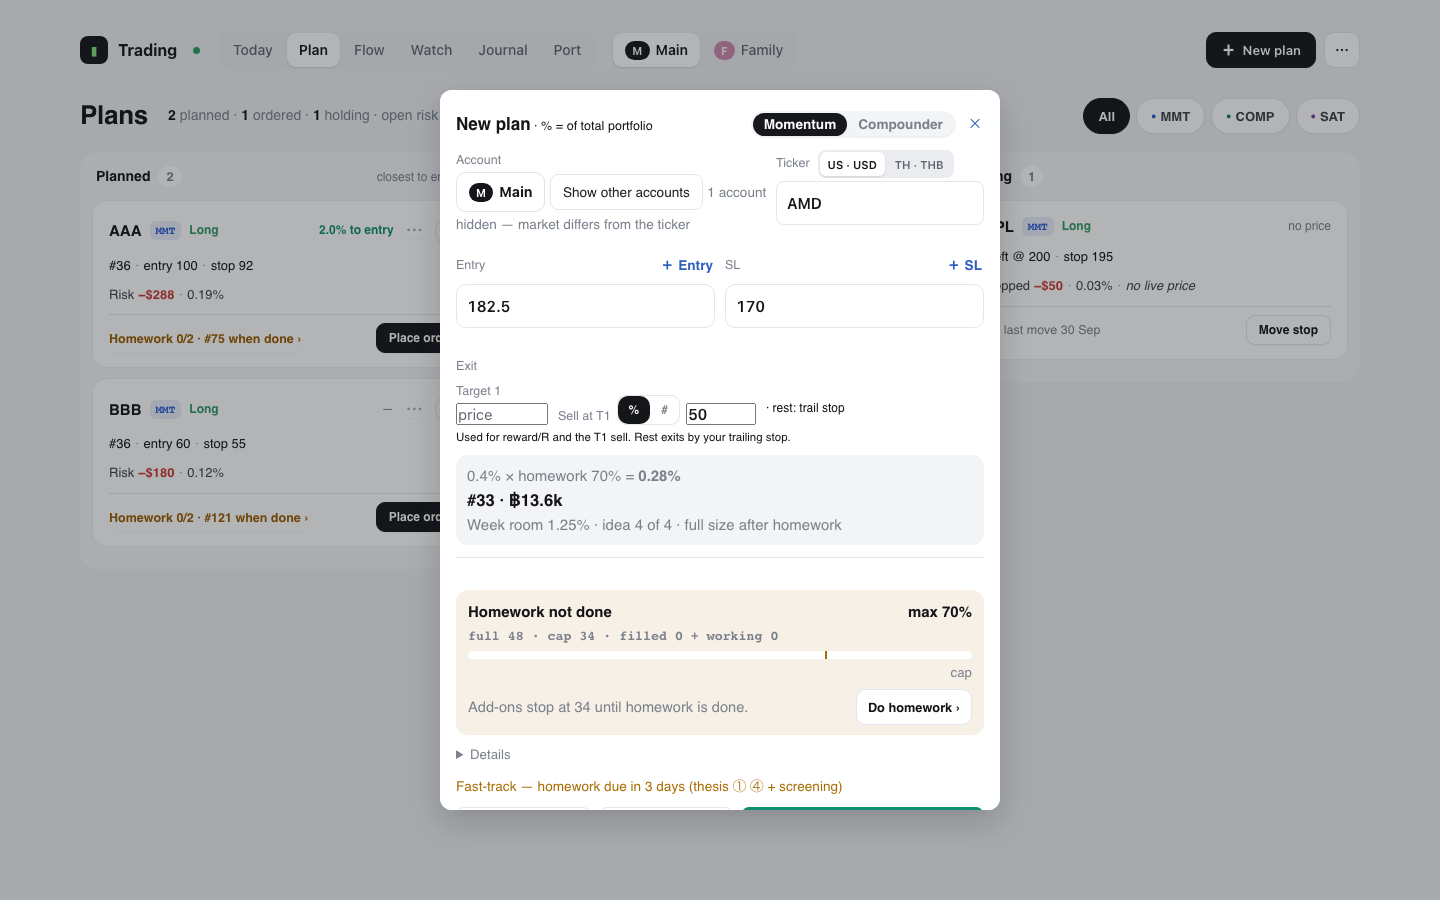 Trading
Today
Plan
Flow
Watch
Journal
Port
M Main
F Family
+ New plan
···
Plans
2 planned · 1 ordered · 1 holding · open risk
All
• MMT
• COMP
• SAT
Planned 2
closest to
1
AAA MMT Long
2.0% to entry ···
#36 · entry 100 · stop 92
Risk –$288 · 0.19%
Homework 0/2 · #75 when done ›
Place
BBB MMT Long
– ···
#36 · entry 60 · stop 55
Risk –$180 · 0.12%
Homework 0/2 · #121 when done ›
Place
MMT Long
no price
@ 200 · stop 195
–$50 · 0.03% · no live price
last move 30 Sep
Move stop
New plan · % = of total portfolio
Momentum
Compounder
×
Account
M Main
Show other accounts
1 account
hidden — market differs from the ticker
Ticker
US · USD
TH · THB
AMD
Entry
+ Entry
SL
+ SL
182.5
170
Exit
Target 1
price
Sell at T1
%
#
50
· rest: trail stop
Used for reward/R and the T1 sell. Rest exits by your trailing stop.
0.4% × homework 70% = 0.28%
#33 · ฿13.6k
Week room 1.25% · idea 4 of 4 · full size after homework
Homework not done
max 70%
full 48 · cap 34 · filled 0 + working 0
cap
Add-ons stop at 34 until homework is done.
Do homework ›
▶ Details
Fast-track — homework due in 3 days (thesis ① ④ + screening)